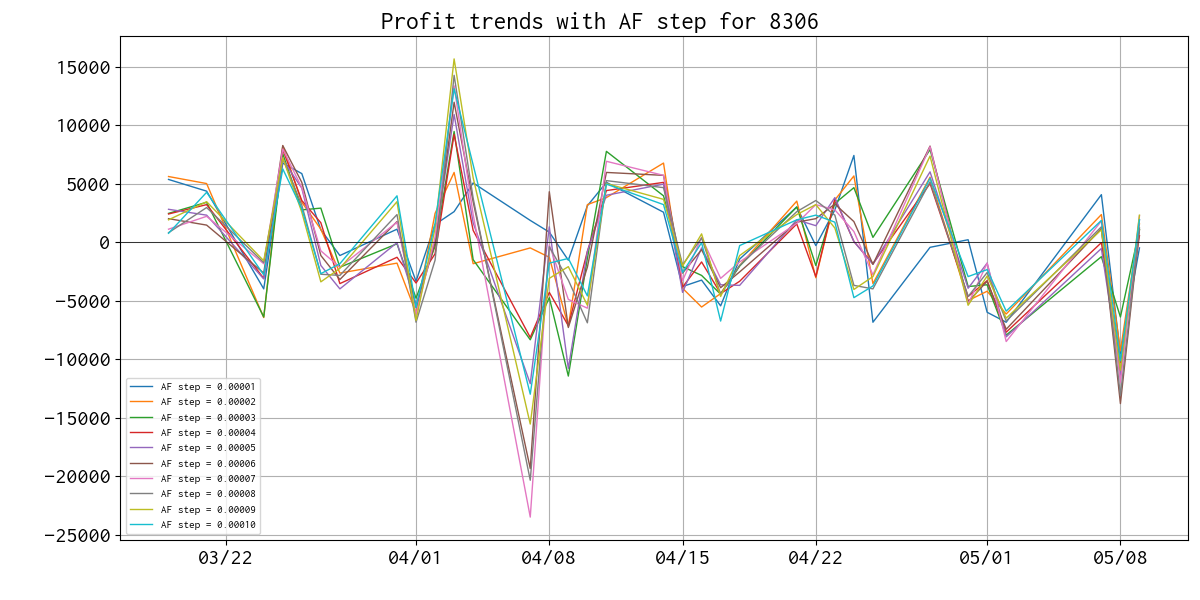 Profit trends with AF step for 8306
15000
10000
5000
0
−5000
−10000
−15000
−20000
−25000
AF step = 0.00001
AF step = 0.00002
AF step = 0.00003
AF step = 0.00004
AF step = 0.00005
AF step = 0.00006
AF step = 0.00007
AF step = 0.00008
AF step = 0.00009
AF step = 0.00010
03/22 04/01 04/08 04/15 04/22 05/01 05/08